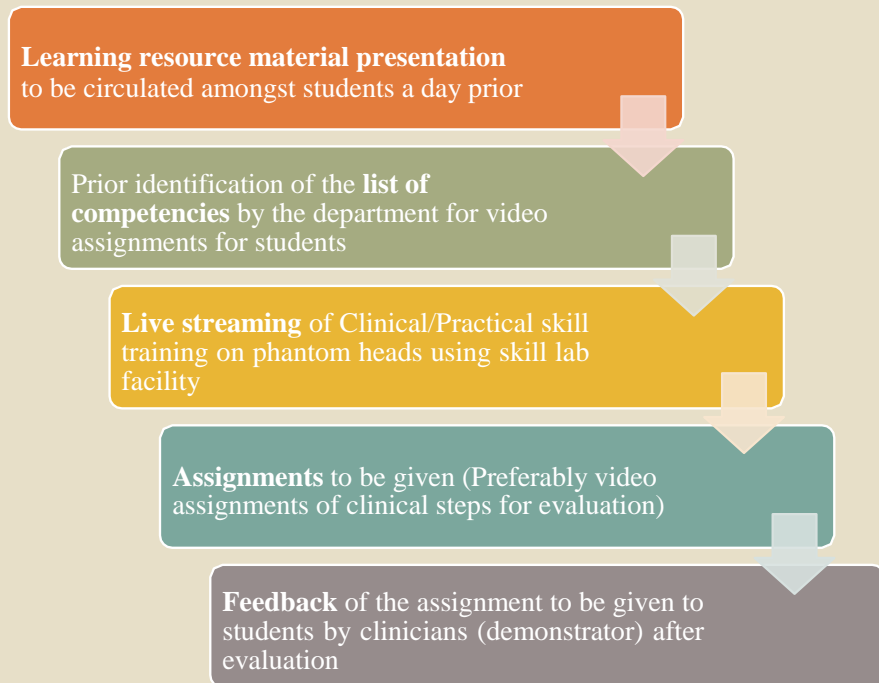 Learning resource material presentation
to be circulated amongst students a day prior
Prior identification of the list of
competencies by the department for video
assignments for students
Live streaming of Clinical/Practical skill
training on phantom heads using skill lab
facility
Assignments to be given (Preferably video
assignments of clinical steps for evaluation)
Feedback of the assignment to be given to
students by clinicians (demonstrator) after
evaluation